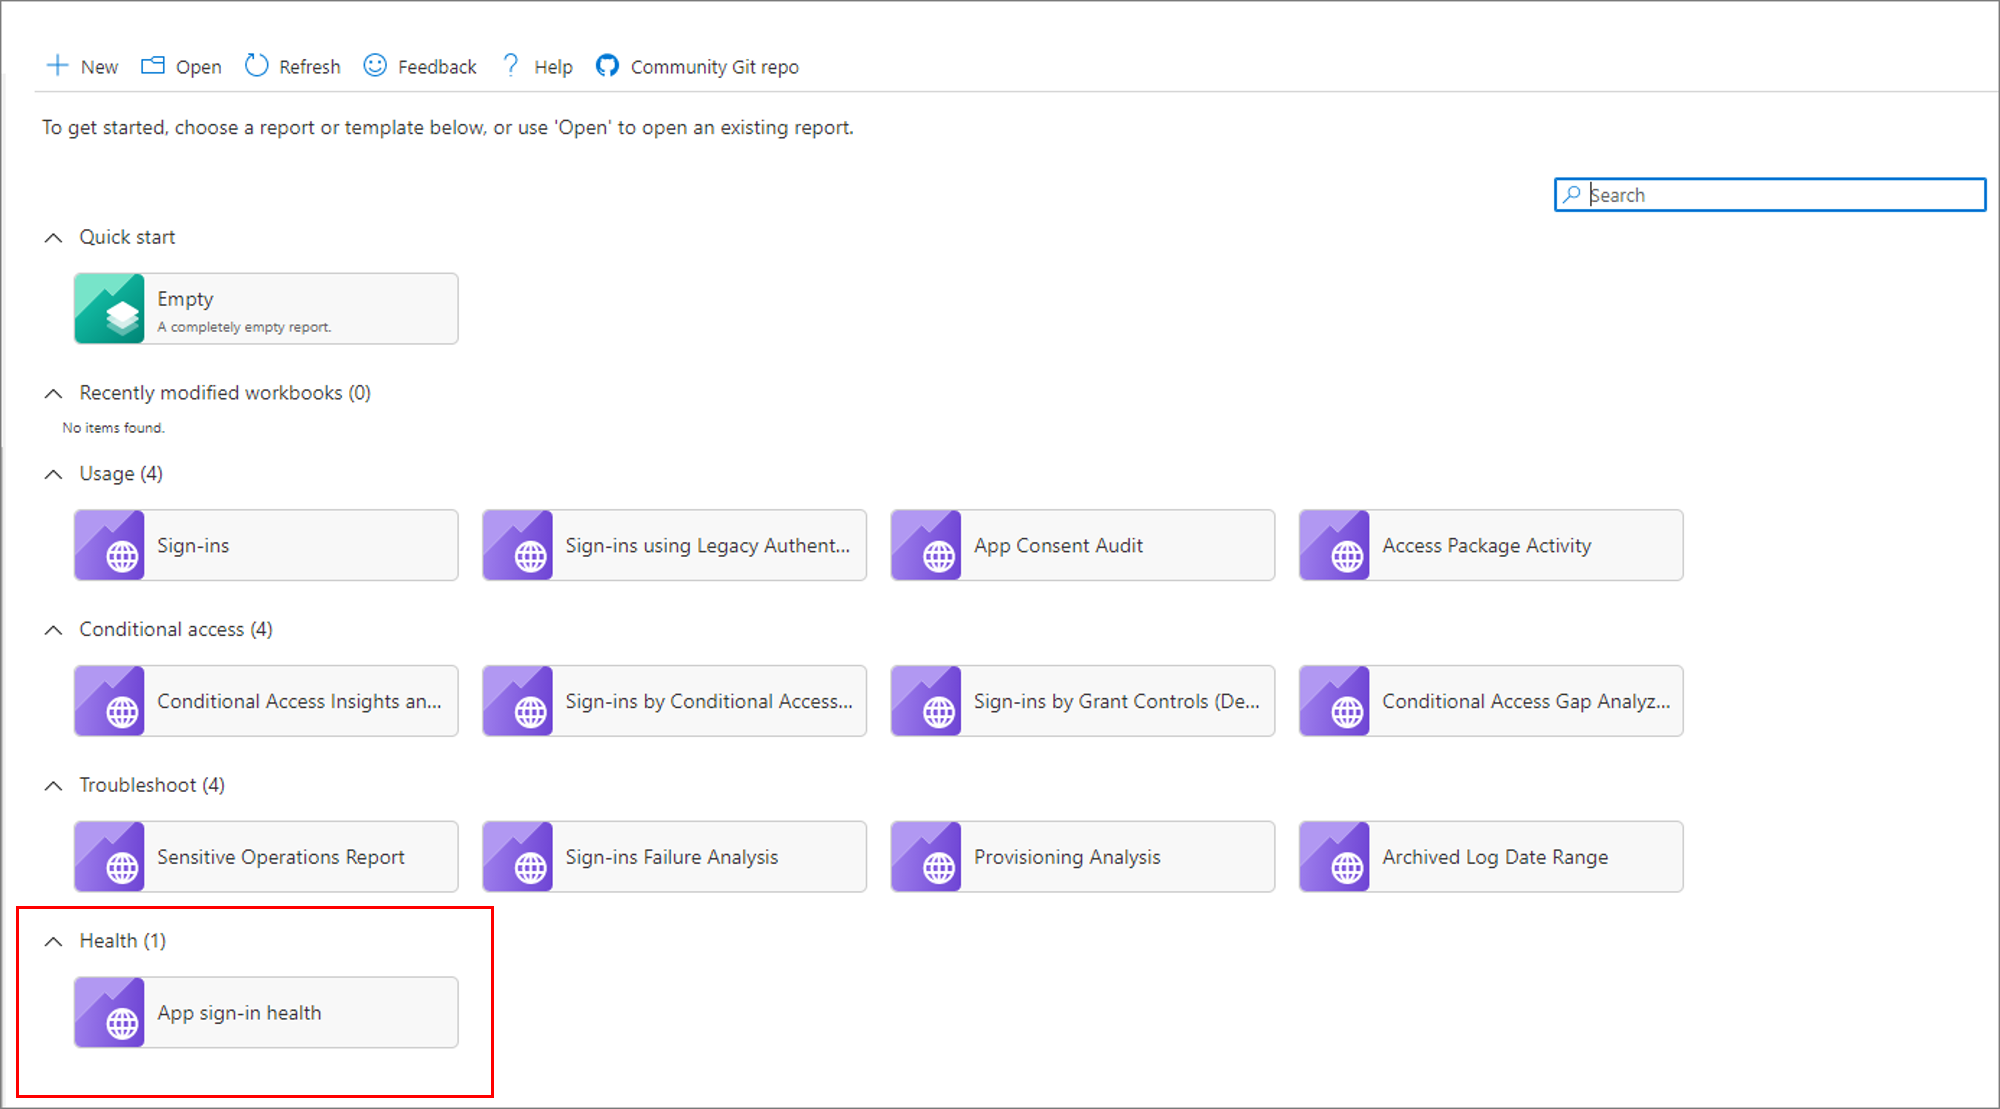 New Open Refresh Feedback ? Help Community Git repo
To get started, choose a report or template below, or use 'Open' to open an existing report.
Search
Quick start
Empty
A completely empty report.
Recently modified workbooks (0)
No items found.
Usage (4)
Sign-ins
Sign-ins using Legacy Authent...
App Consent Audit
Access Package Activity
Conditional access (4)
Conditional Access Insights an...
Sign-ins by Conditional Access...
Sign-ins by Grant Controls (De...
Conditional Access Gap Analyz...
Troubleshoot (4)
Sensitive Operations Report
Sign-ins Failure Analysis
Provisioning Analysis
Archived Log Date Range
Health (1)
App sign-in health